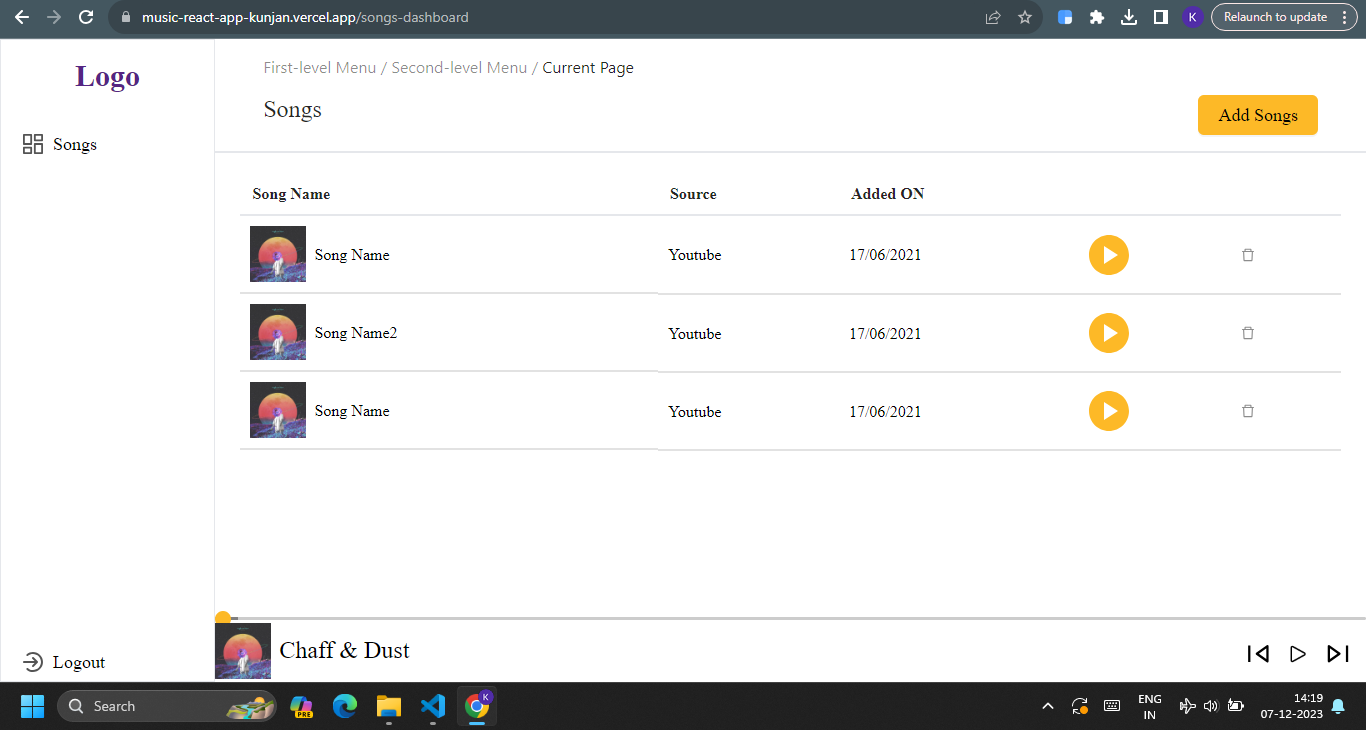 music-react-app-kunjan.vercel.app/songs-dashboard
K
Relaunch to update
Logo
First-level Menu / Second-level Menu / Current Page
Songs
Add Songs
Songs
Song Name Source Added ON
Song Name Youtube 17/06/2021
Song Name2 Youtube 17/06/2021
Song Name Youtube 17/06/2021
Logout
Chaff & Dust
Search
PRE
K
ENG
IN
14:19
07-12-2023